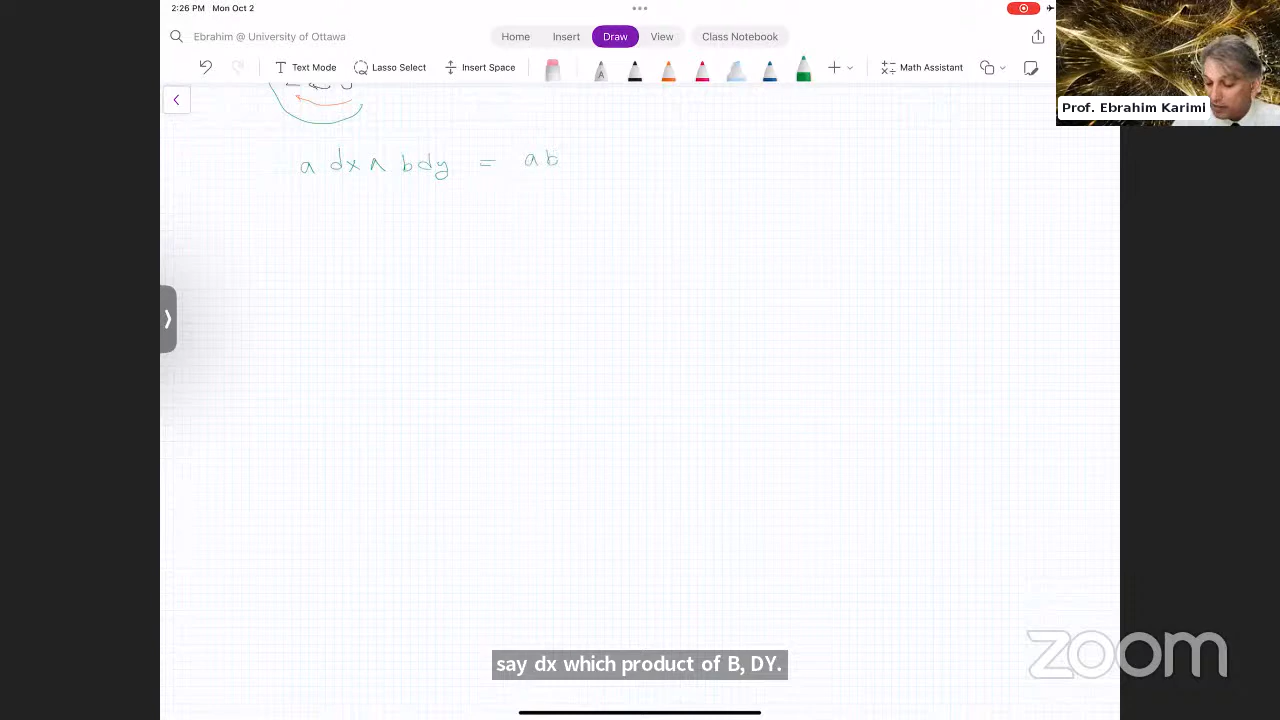 2:26 PM Mon Oct 2
Ebrahim @ University of Ottawa
Home Insert Draw View Class Notebook
Text Mode Lasso Select Insert Space A Math Assistant
Prof. Ebrahim Karimi
a dx ∧ b dy = ab
say dx which product of B, DY.
zoom